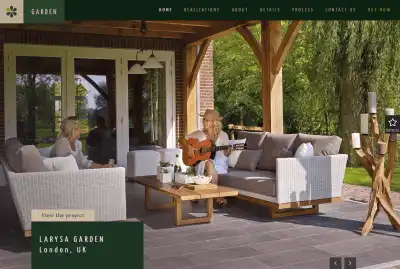 GARDEN
HOME REALIZATIONS ABOUT DETAILS PROCESS CONTACT US BUY NOW
View the project
LARYSA GARDEN
London, UK